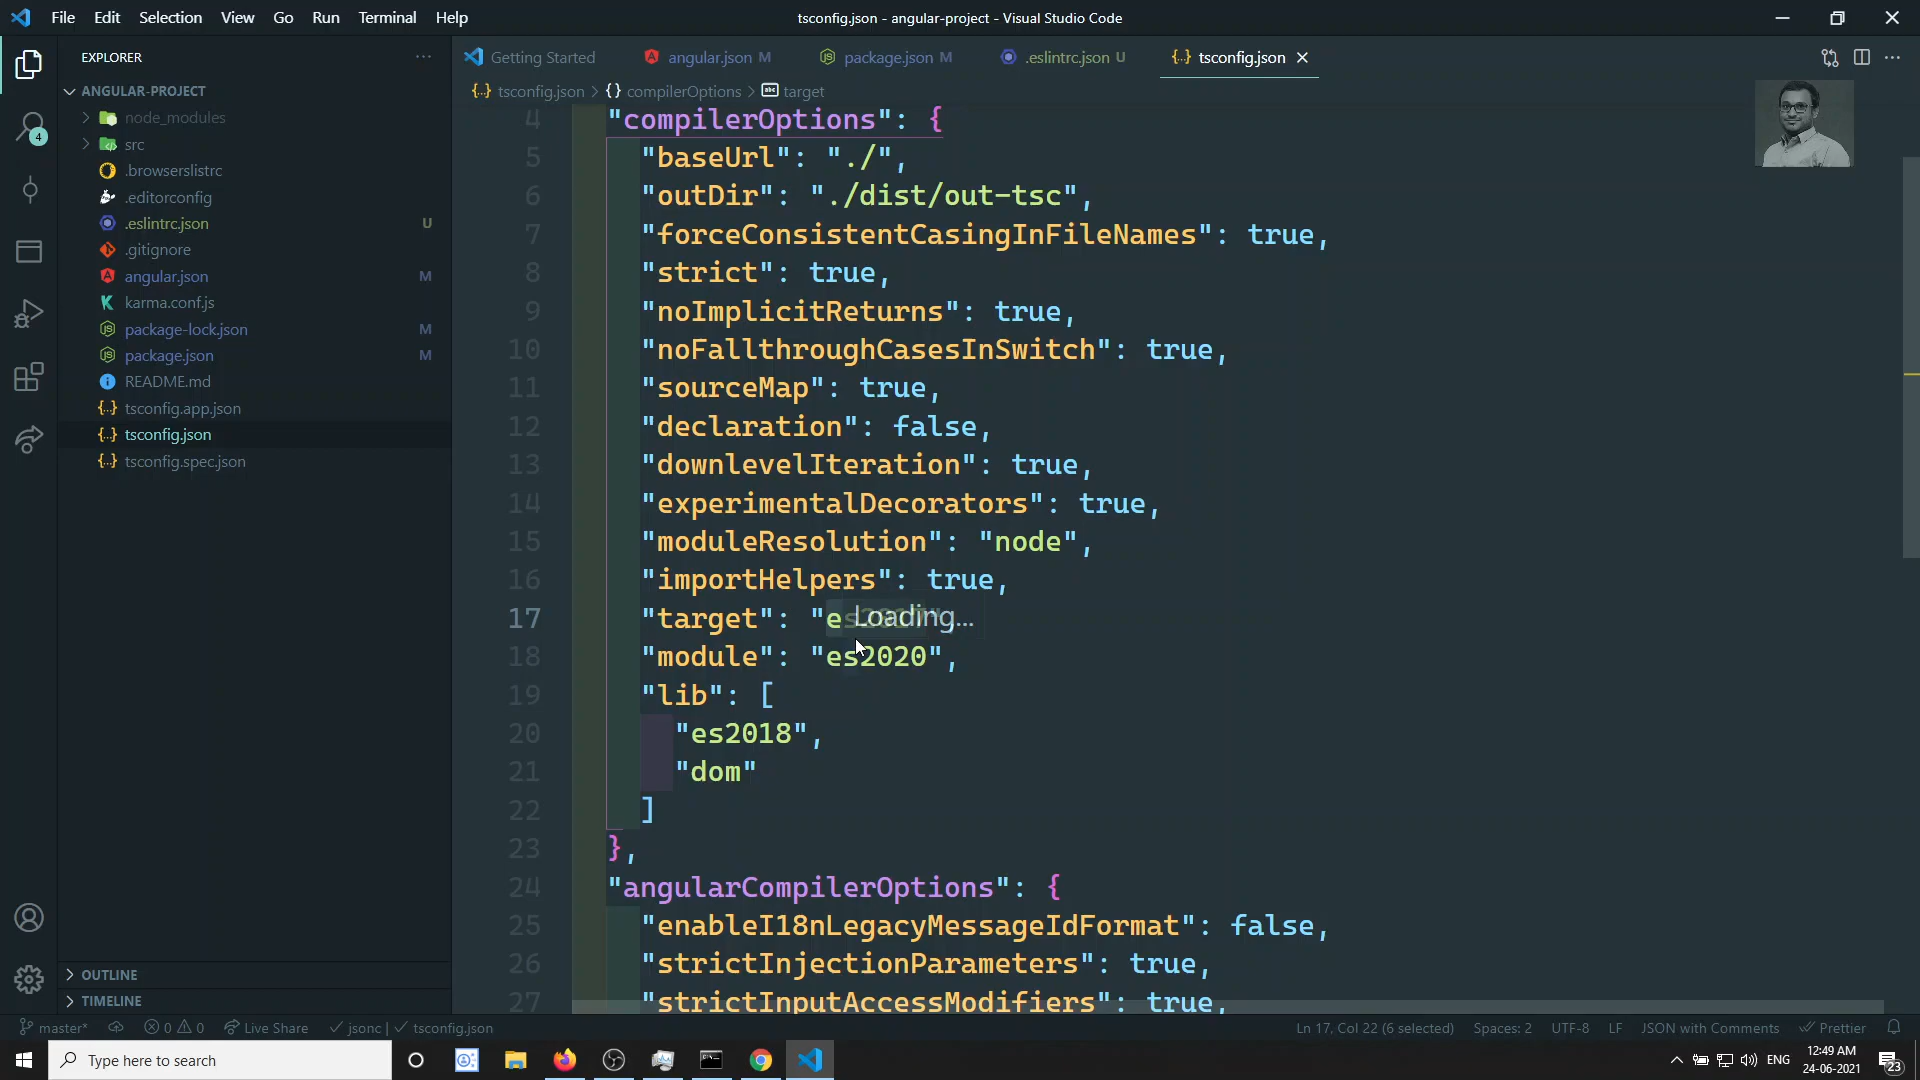 File Edit Selection View Go Run Terminal Help
tsconfig.json - angular-project - Visual Studio Code
EXPLORER
ANGULAR-PROJECT
node_modules
src
.browserslistrc
.editorconfig
.eslintrc.json U
.gitignore
angular.json M
karma.conf.js
package-lock.json M
package.json M
README.md
tsconfig.app.json
tsconfig.json
tsconfig.spec.json
OUTLINE
TIMELINE
4
Getting Started angular.json M package.json M .eslintrc.json U {} tsconfig.json
{} tsconfig.json > {} compilerOptions > abc target
4 "compilerOptions": {
5 "baseUrl": "./",
6 "outDir": "./dist/out-tsc",
7 "forceConsistentCasingInFileNames": true,
8 "strict": true,
9 "noImplicitReturns": true,
10 "noFallthroughCasesInSwitch": true,
11 "sourceMap": true,
12 "declaration": false,
13 "downlevelIteration": true,
14 "experimentalDecorators": true,
15 "moduleResolution": "node",
16 "importHelpers": true,
17 "target": "es
Loading...
18 "module": "es2020",
19 "lib": [
20 "es2018",
21 "dom"
22 ]
23 },
24 "angularCompilerOptions": {
25 "enableI18nLegacyMessageIdFormat": false,
26 "strictInjectionParameters": true,
27 "strictInputAccessModifiers": true,
master* 0 0 Live Share jsonc | tsconfig.json
Ln 17, Col 22 (6 selected) Spaces: 2 UTF-8 LF JSON with Comments Prettier
Type here to search
ENG 12:49 AM
24-06-2021
23